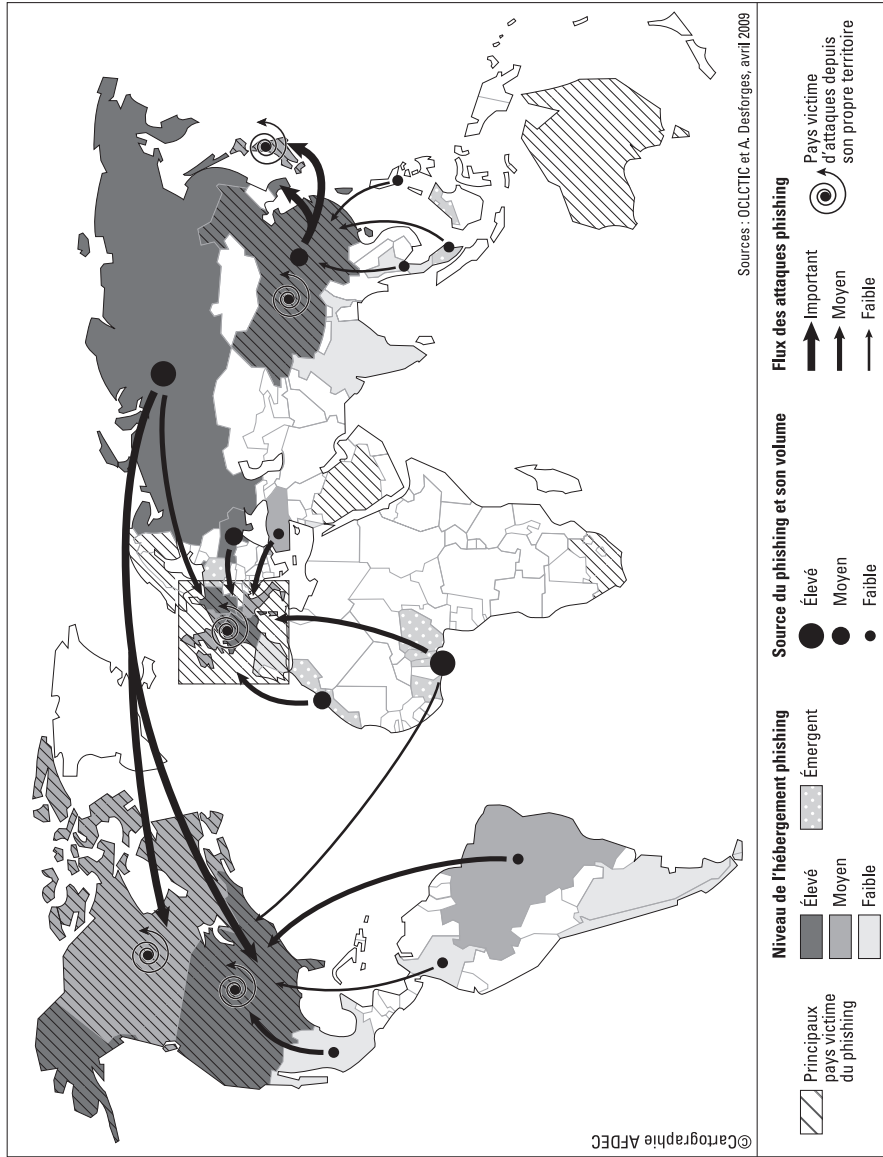 ©Cartographie AFDEC
Sources : OCLCTIC et A. Desforges, avril 2009
Principaux
pays victime
du phishing
Niveau de l'hébergement phishing
Élevé
Moyen
Faible
Émergent
Source du phishing et son volume
Élevé
Moyen
Faible
Flux des attaques phishing
Important
Moyen
Faible
Pays victime
d'attaques depuis
son propre territoire